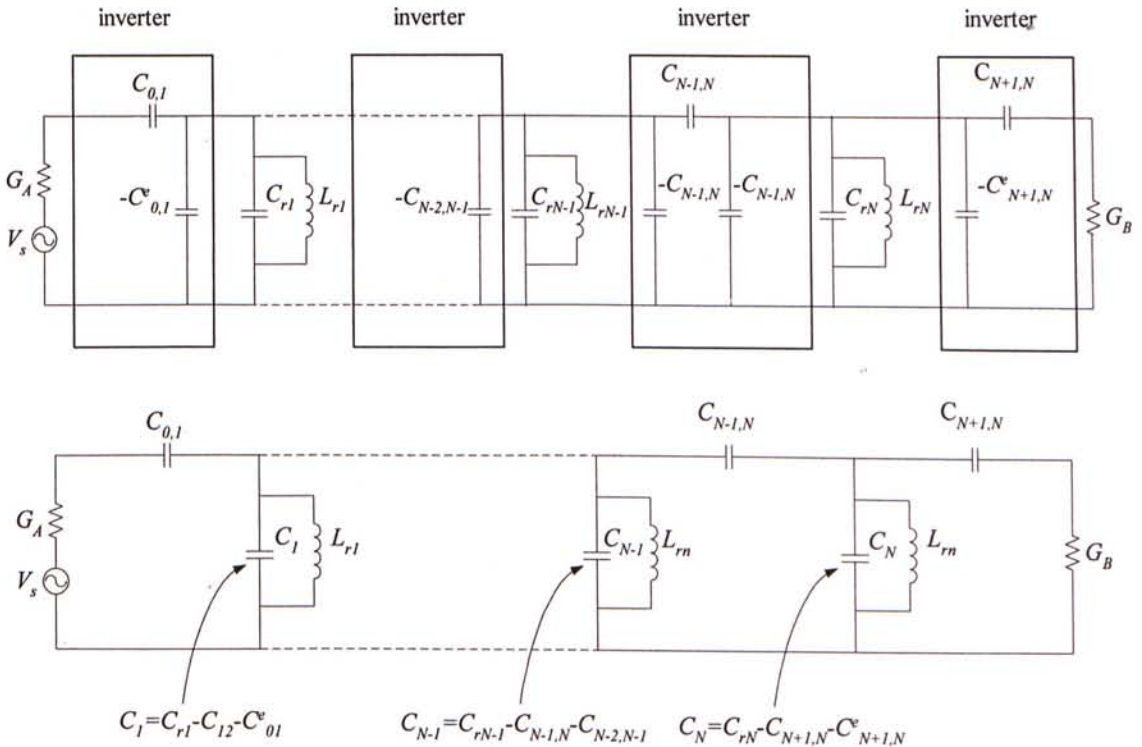 inverter inverter inverter inverter
C0,1 CN-1,N CN+1,N
GA -Ce0,1 Cr1 Lr1 -CN-2,N-1 CrN-1 LrN-1 -CN-1,N -CN-1,N CrN LrN -CeN+1,N GB
Vs
C0,1 CN-1,N CN+1,N
GA C1 Lr1 CN-1 Lrn CN Lrn GB
Vs
C1=Cr1-C12-Ce01 CN-1=CrN-1-CN-1,N-CN-2,N-1 CN=CrN-CN+1,N-CeN+1,N